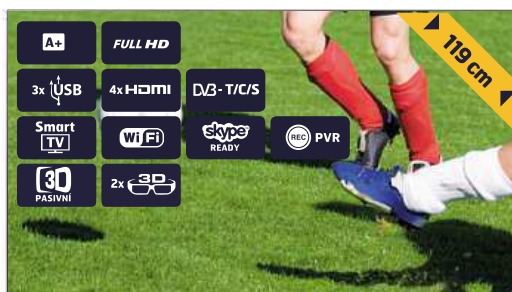 A+
FULL HD
119 cm
3x USB
4x HDMI
DVB-T/C/S
Smart TV
WiFi
skype READY
REC PVR
3D PASIVNÍ
2x 3D